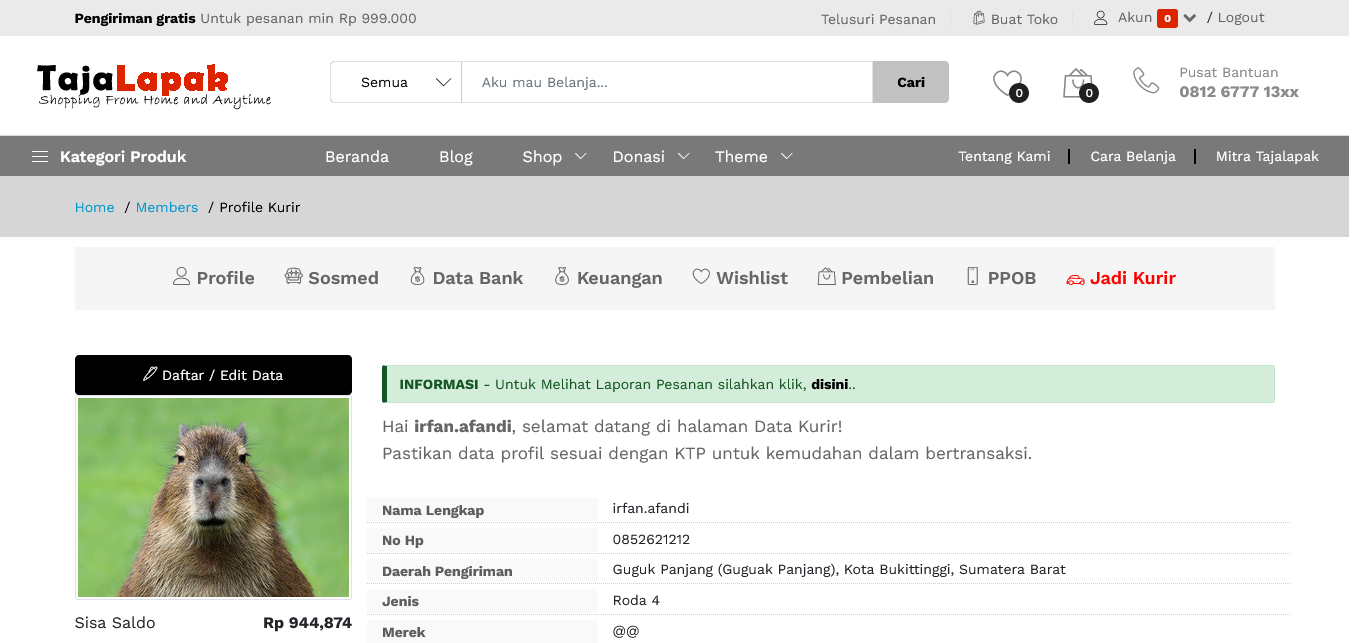 Pengiriman gratis Untuk pesanan min Rp 999.000
Telusuri Pesanan Buat Toko Akun 0 / Logout
TajaLapak
Shopping From Home and Anytime
Semua Aku mau Belanja... Cari
0 0
Pusat Bantuan
0812 6777 13xx
Kategori Produk Beranda Blog Shop Donasi Theme Tentang Kami Cara Belanja Mitra Tajalapak
Home / Members / Profile Kurir
Profile Sosmed Data Bank Keuangan Wishlist Pembelian PPOB Jadi Kurir
Daftar / Edit Data
Sisa Saldo Rp 944,874
INFORMASI - Untuk Melihat Laporan Pesanan silahkan klik, disini..
Hai irfan.afandi, selamat datang di halaman Data Kurir!
Pastikan data profil sesuai dengan KTP untuk kemudahan dalam bertransaksi.
Nama Lengkap irfan.afandi
No Hp 0852621212
Daerah Pengiriman Guguk Panjang (Guguak Panjang), Kota Bukittinggi, Sumatera Barat
Jenis Roda 4
Merek @@